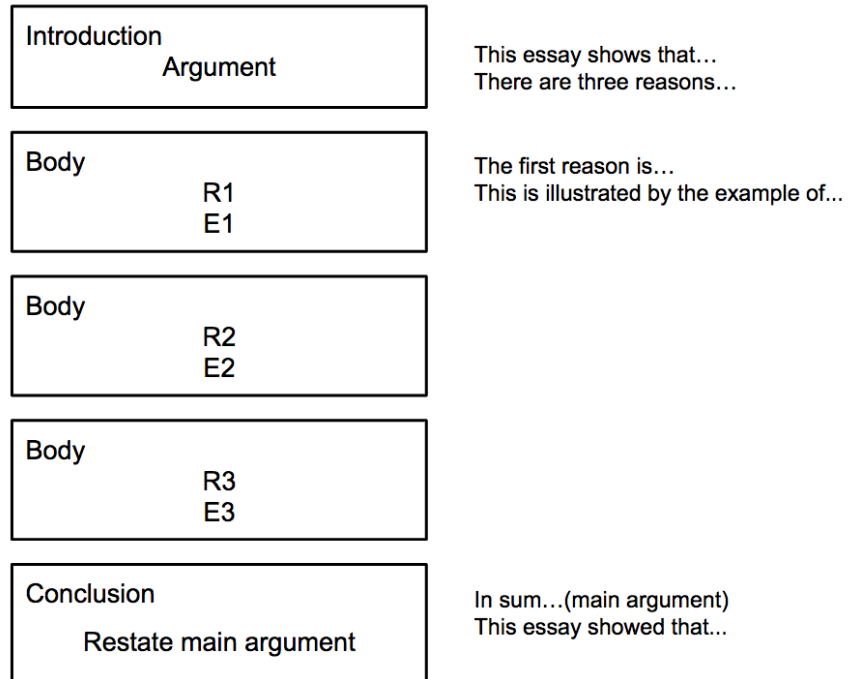 Introduction
Argument
This essay shows that…
There are three reasons…
Body
R1
E1
The first reason is…
This is illustrated by the example of...
Body
R2
E2
Body
R3
E3
Conclusion
Restate main argument
In sum…(main argument)
This essay showed that...